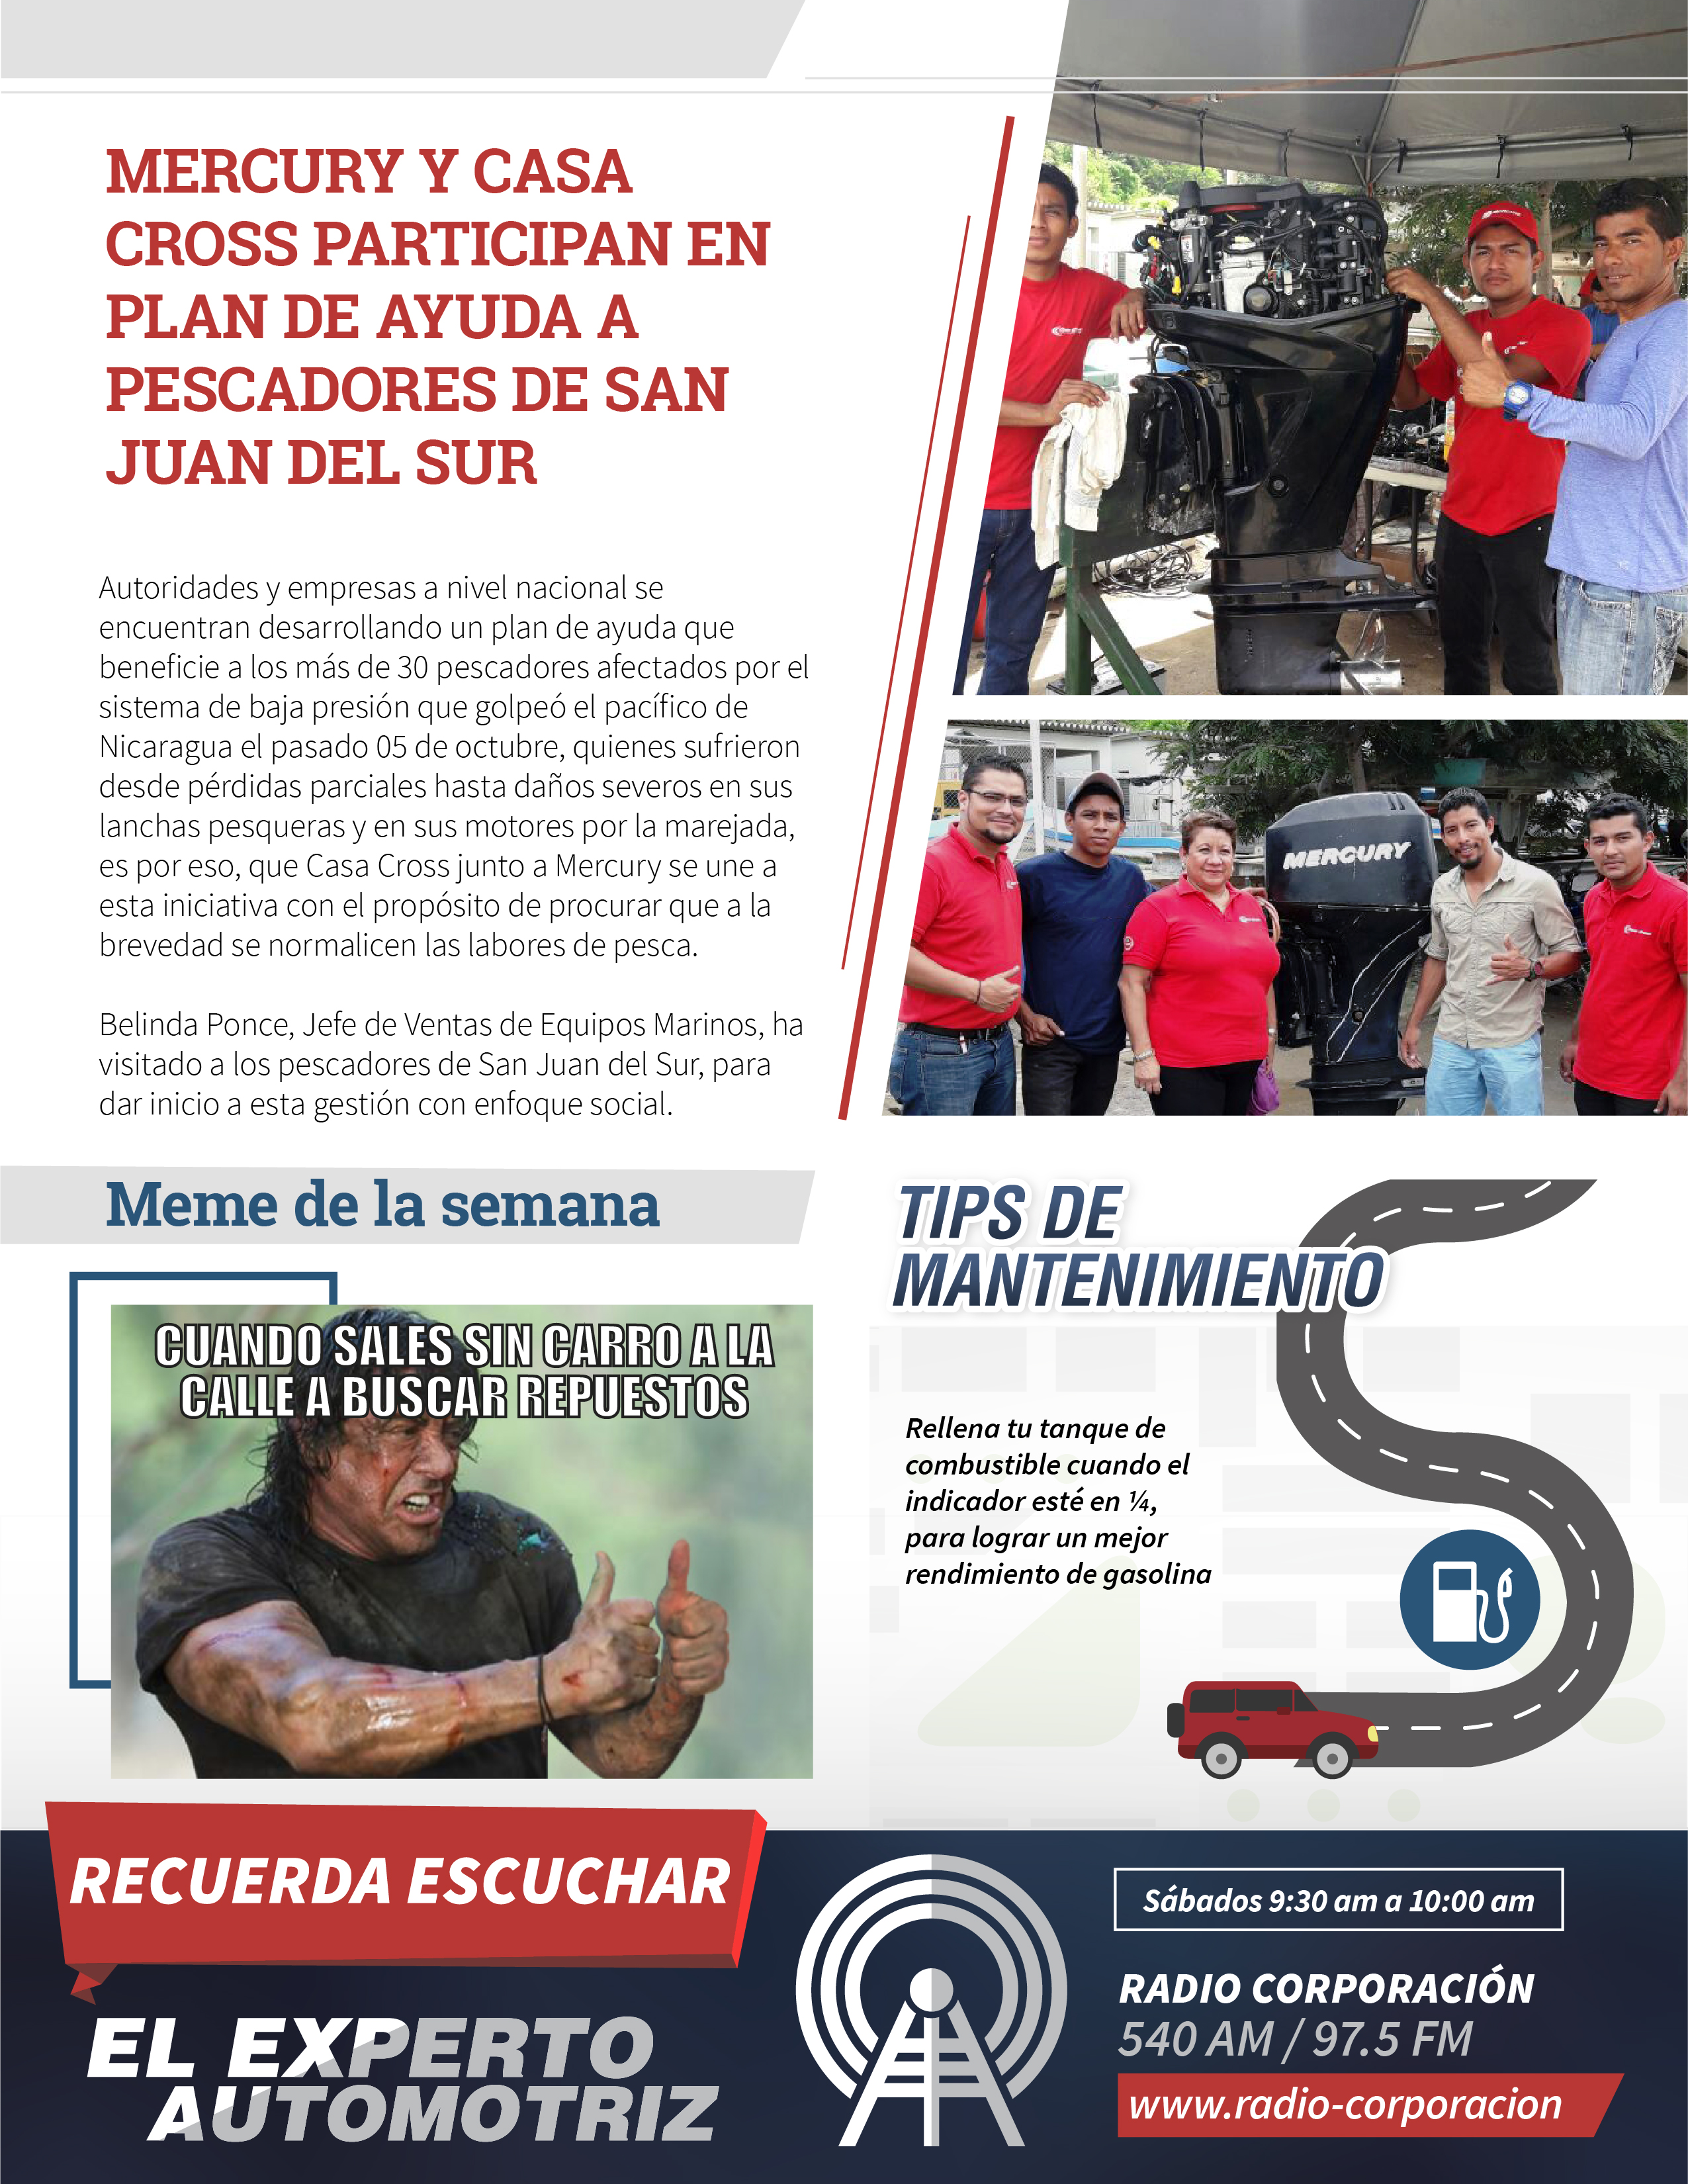 MERCURY Y CASA
CROSS PARTICIPAN EN
PLAN DE AYUDA A
PESCADORES DE SAN
JUAN DEL SUR
Autoridades y empresas a nivel nacional se
encuentran desarrollando un plan de ayuda que
beneficie a los más de 30 pescadores afectados por el
sistema de baja presión que golpeó el pacífico de
Nicaragua el pasado 05 de octubre, quienes sufrieron
desde pérdidas parciales hasta daños severos en sus
lanchas pesqueras y en sus motores por la marejada,
es por eso, que Casa Cross junto a Mercury se une a
esta iniciativa con el propósito de procurar que a la
brevedad se normalicen las labores de pesca.
Belinda Ponce, Jefe de Ventas de Equipos Marinos, ha
visitado a los pescadores de San Juan del Sur, para
dar inicio a esta gestión con enfoque social.
MERCURY
Meme de la semana
CUANDO SALES SIN CARRO A LA
CALLE A BUSCAR REPUESTOS
TIPS DE
MANTENIMIENTO
Rellena tu tanque de
combustible cuando el
indicador esté en ¼,
para lograr un mejor
rendimiento de gasolina
RECUERDA ESCUCHAR
EL EXPERTO
AUTOMOTRIZ
Sábados 9:30 am a 10:00 am
RADIO CORPORACIÓN
540 AM / 97.5 FM
www.radio-corporacion